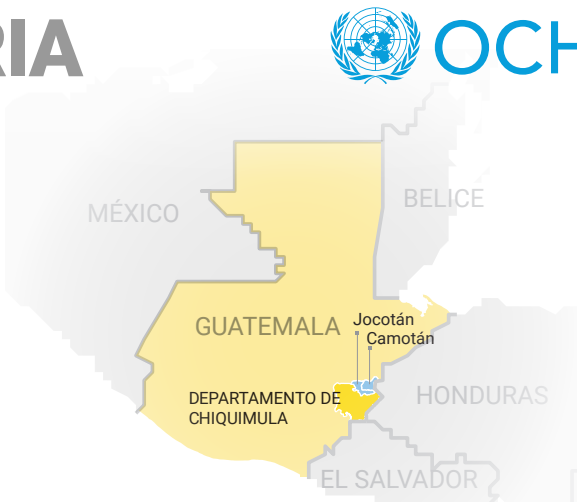 RIA
OCH
MÉXICO
BELICE
GUATEMALA
Jocotán
Camotán
DEPARTAMENTO DE
CHIQUIMULA
HONDURAS
EL SALVADOR